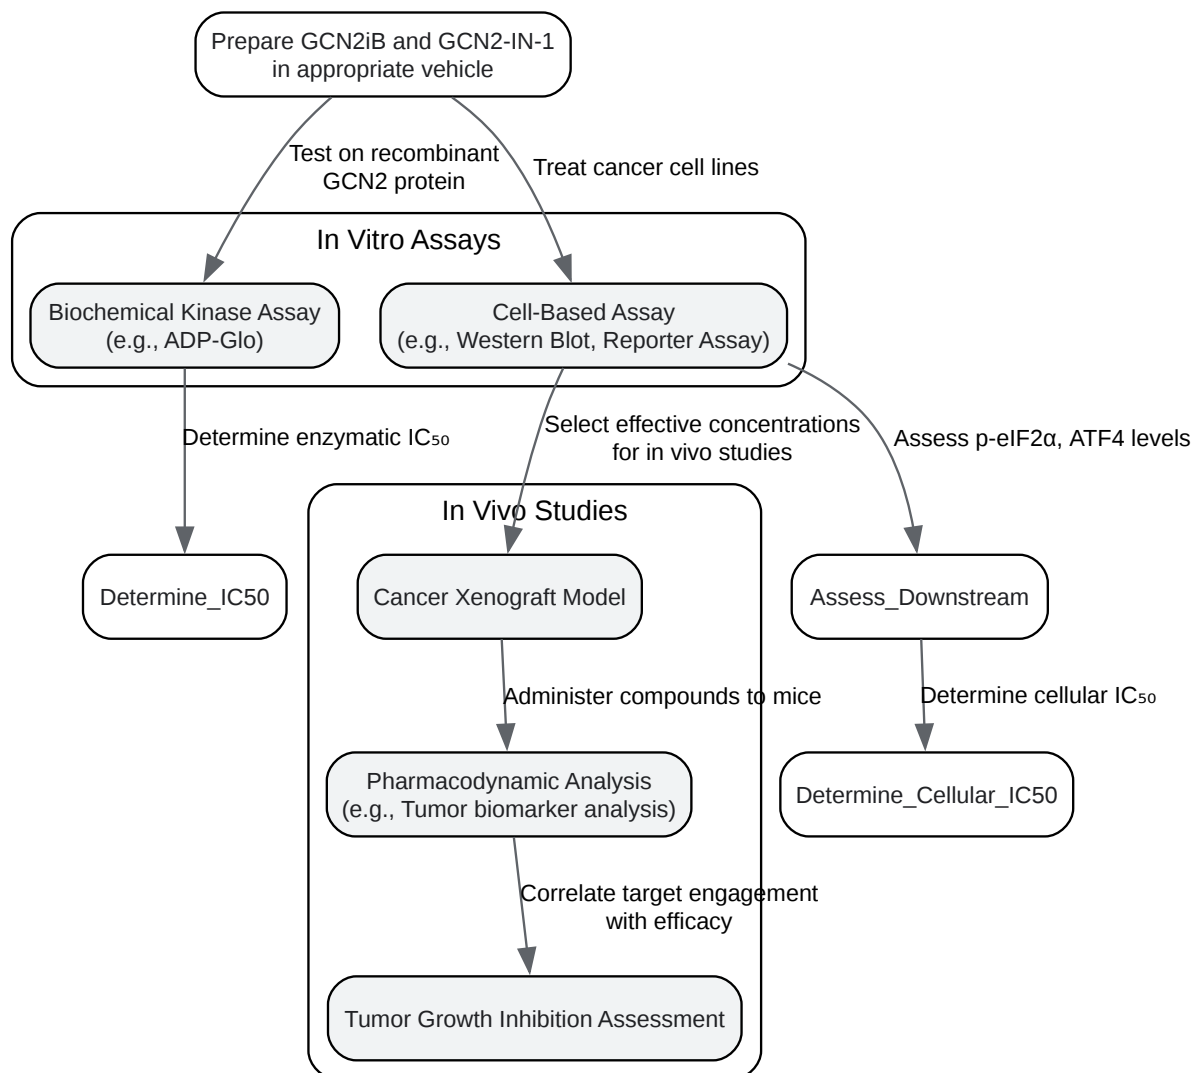 Prepare GCN2iB and GCN2-IN-1
in appropriate vehicle
Test on recombinant
GCN2 protein
Treat cancer cell lines
In Vitro Assays
Biochemical Kinase Assay
(e.g., ADP-Glo)
Cell-Based Assay
(e.g., Western Blot, Reporter Assay)
Determine enzymatic IC₅₀
Select effective concentrations
for in vivo studies
Assess p-eIF2α, ATF4 levels
In Vivo Studies
Determine_IC50
Cancer Xenograft Model
Assess_Downstream
Administer compounds to mice
Determine cellular IC₅₀
Pharmacodynamic Analysis
(e.g., Tumor biomarker analysis)
Determine_Cellular_IC50
Correlate target engagement
with efficacy
Tumor Growth Inhibition Assessment